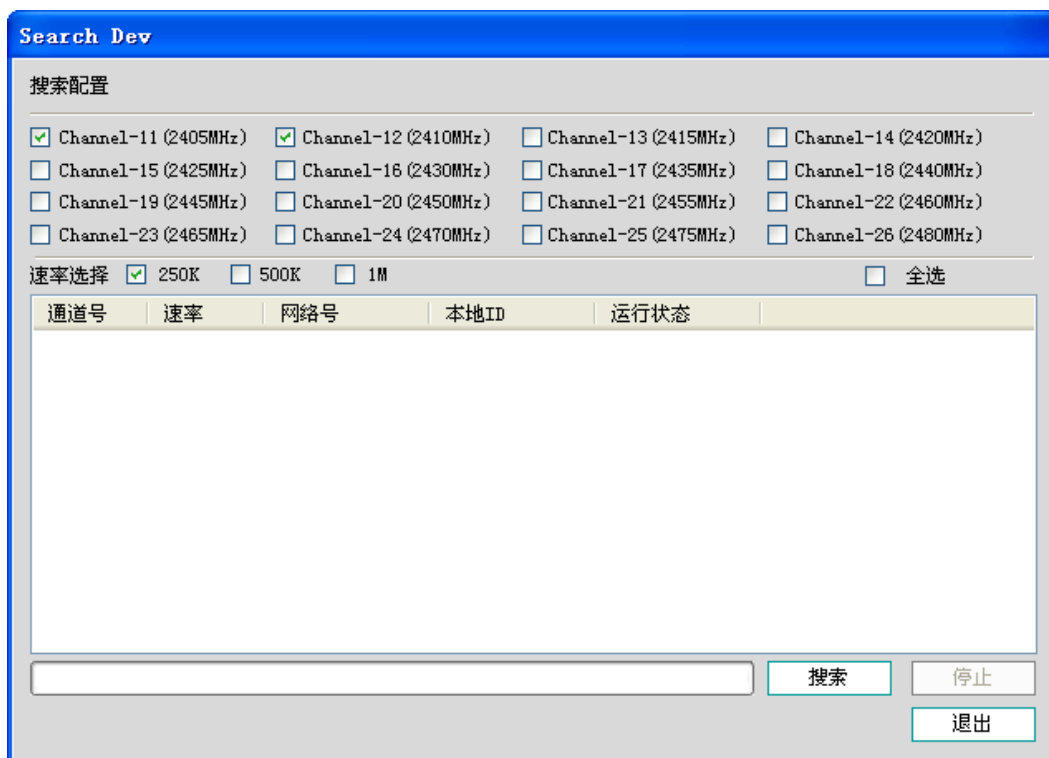 Search Dev
搜索配置
Channel-11(2405MHz) Channel-12(2410MHz) Channel-13(2415MHz) Channel-14(2420MHz)
Channel-15(2425MHz) Channel-16(2430MHz) Channel-17(2435MHz) Channel-18(2440MHz)
Channel-19(2445MHz) Channel-20(2450MHz) Channel-21(2455MHz) Channel-22(2460MHz)
Channel-23(2465MHz) Channel-24(2470MHz) Channel-25(2475MHz) Channel-26(2480MHz)
速率选择 250K 500K 1M 全选
通道号 速率 网络号 本地ID 运行状态
搜索 停止
退出